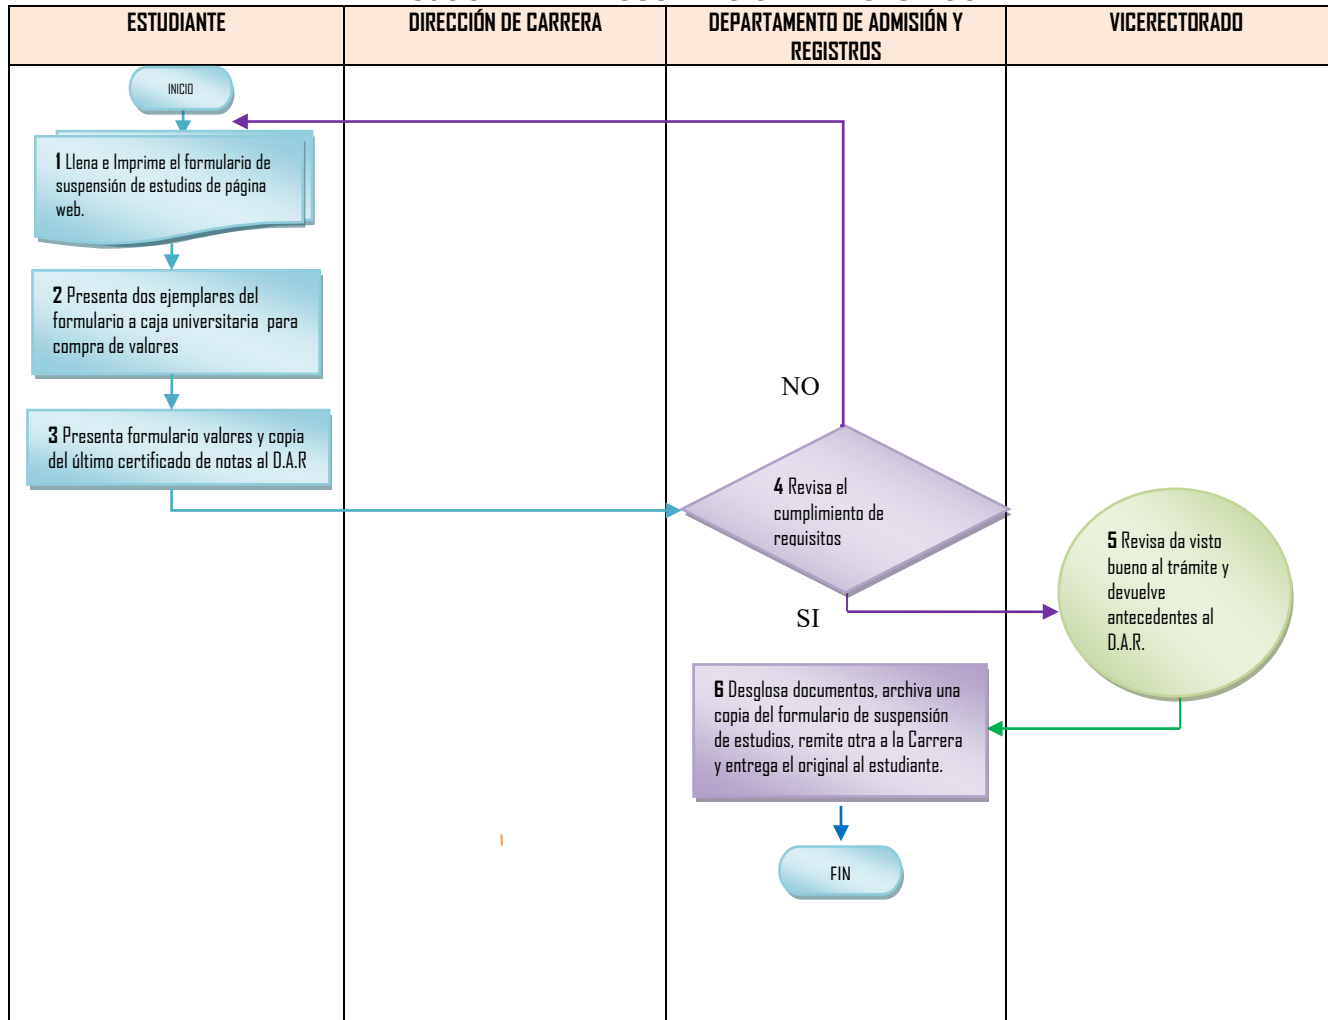 ESTUDIANTE
DIRECCIÓN DE CARRERA
DEPARTAMENTO DE ADMISIÓN Y
REGISTROS
VICERECTORADO
INICIO
1 Llena e Imprime el formulario de
suspensión de estudios de página
web.
2 Presenta dos ejemplares del
formulario a caja universitaria para
compra de valores
3 Presenta formulario valores y copia
del último certificado de notas al D.A.R
NO
4 Revisa el
cumplimiento de
requisitos
SI
5 Revisa da visto
bueno al trámite y
devuelve
antecedentes al
D.A.R.
6 Desglosa documentos, archiva una
copia del formulario de suspensión
de estudios, remite otra a la Carrera
y entrega el original al estudiante.
FIN